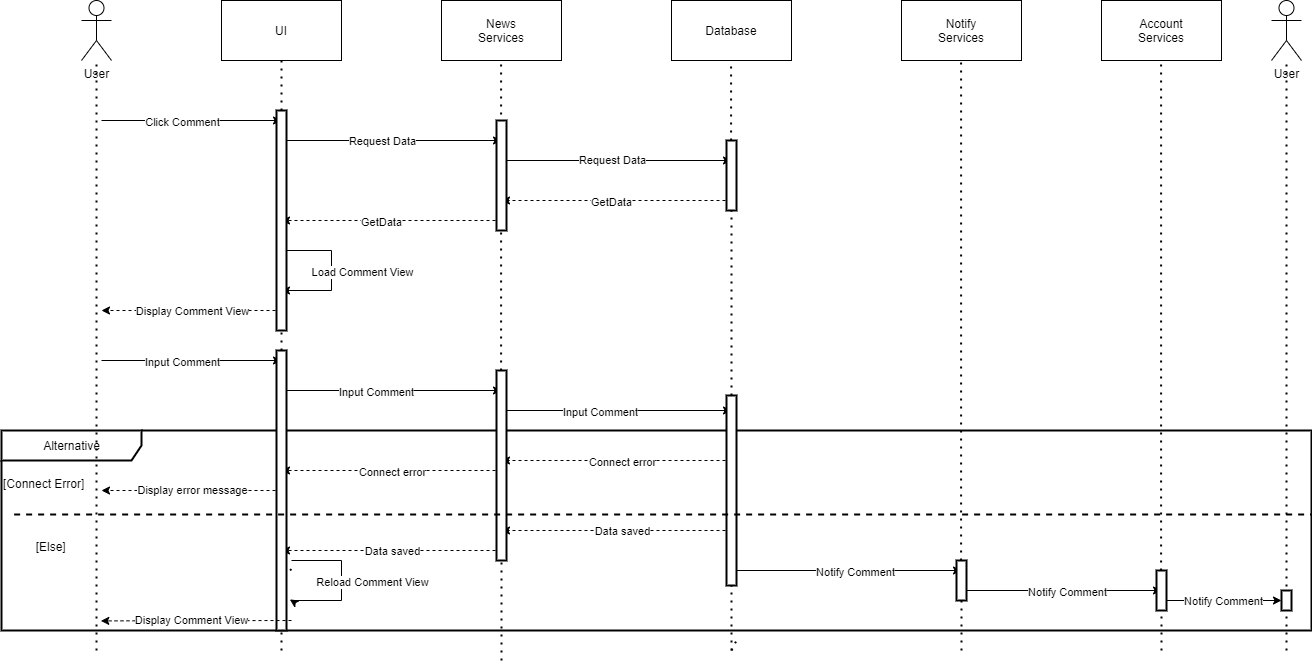 User
UI
News
Services
Database
Notify
Services
Account
Services
User
Click Comment
Request Data
Request Data
GetData
GetData
Load Comment View
Display Comment View
Input Comment
Input Comment
Input Comment
Alternative
Connect error
Connect error
[Connect Error]
Display error message
Data saved
[Else]
Data saved
Notify Comment
Reload Comment View
Notify Comment
Notify Comment
Display Comment View